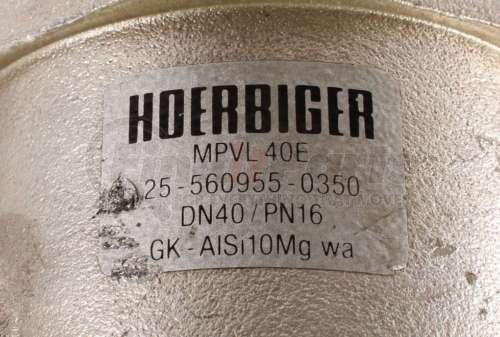 HOERBIGER
MPVL 40E
25-560955-0350
DN40/PN16
GK-AlSi10Mg wa